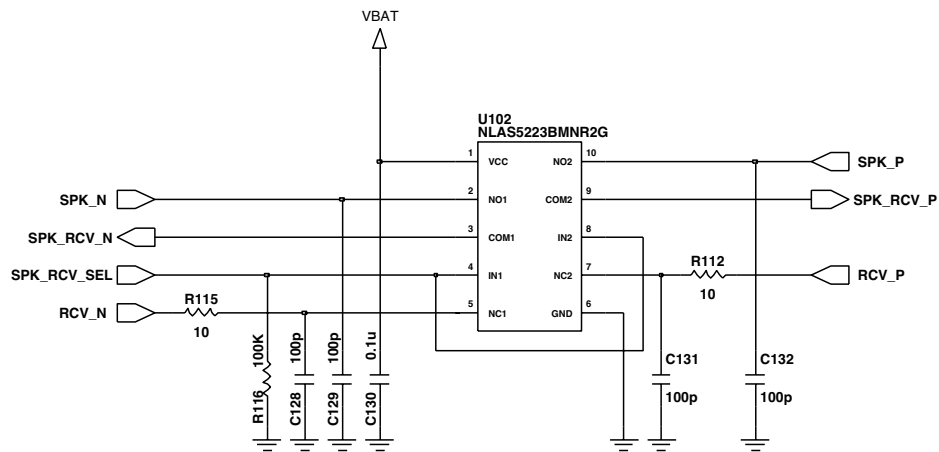 VBAT
U102
NLAS5223BMNR2G
1 VCC NO2 10 SPK_P
SPK_N 2 NO1 COM2 9 SPK_RCV_P
SPK_RCV_N 3 COM1 IN2 8
SPK_RCV_SEL 4 IN1 NC2 7 R112 10 RCV_P
RCV_N R115 10 5 NC1 GND 6
R116 100K
C128 100p
C129 100p
C130 0.1u
C131 100p
C132 100p